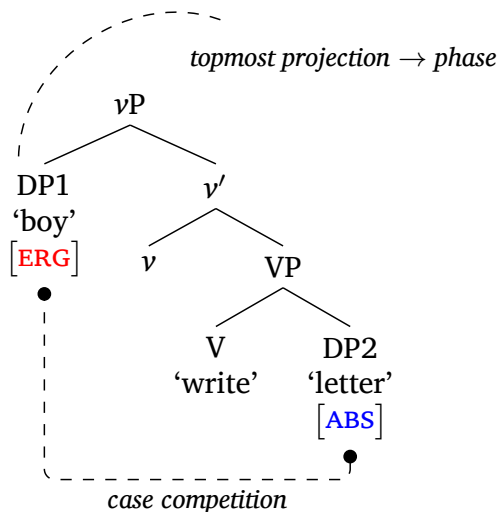 topmost projection → phase
vP
DP1
‘boy’
[ERG]
v′
v
VP
V
‘write’
DP2
‘letter’
[ABS]
case competition